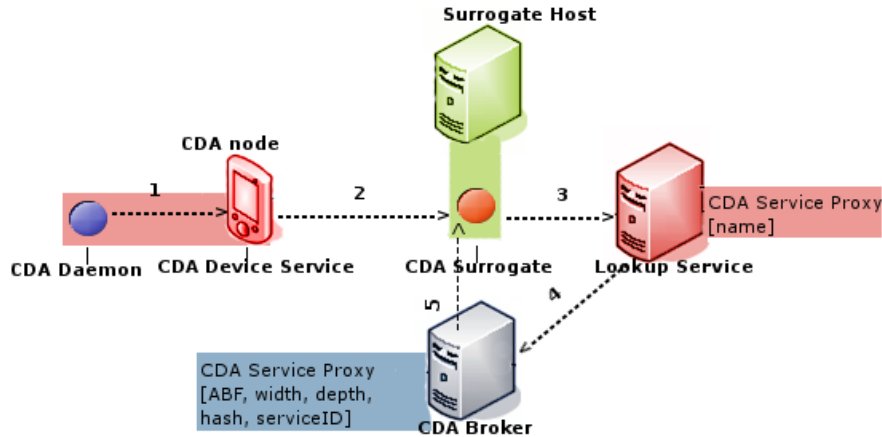 Surrogate Host
CDA node
1
2
3
CDA Service Proxy
[name]
CDA Daemon
CDA Device Service
CDA Surrogate
Lookup Service
5
4
CDA Service Proxy
[ABF, width, depth,
hash, serviceID]
CDA Broker